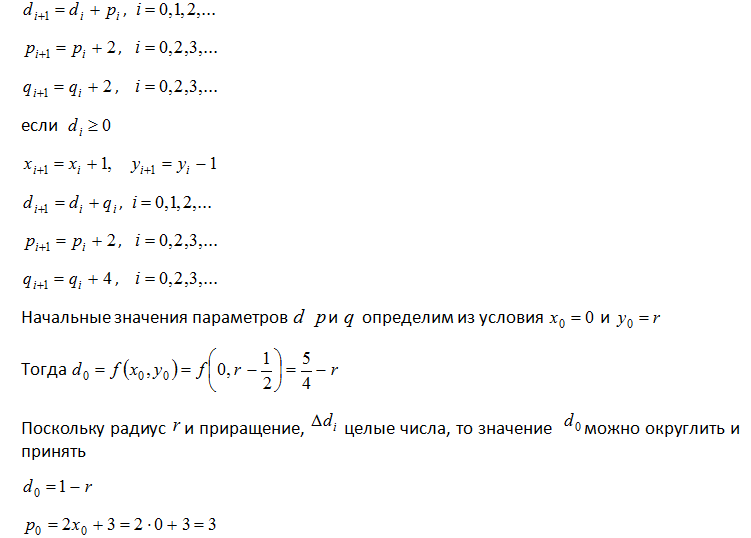 d_{i+1} = d_i + p_i, i = 0,1,2,...
p_{i+1} = p_i + 2, i = 0,2,3,...
q_{i+1} = q_i + 2, i = 0,2,3,...
если d_i ≥ 0
x_{i+1} = x_i + 1, y_{i+1} = y_i − 1
d_{i+1} = d_i + q_i, i = 0,1,2,...
p_{i+1} = p_i + 2, i = 0,2,3,...
q_{i+1} = q_i + 4, i = 0,2,3,...
Начальные значения параметров d p и q определим из условия x_0 = 0 и y_0 = r
Тогда d_0 = f(x_0, y_0) = f(0, r − 1/2) = 5/4 − r
Поскольку радиус r и приращение, Δd_i целые числа, то значение d_0 можно округлить и
принять
d_0 = 1 − r
p_0 = 2x_0 + 3 = 2·0 + 3 = 3